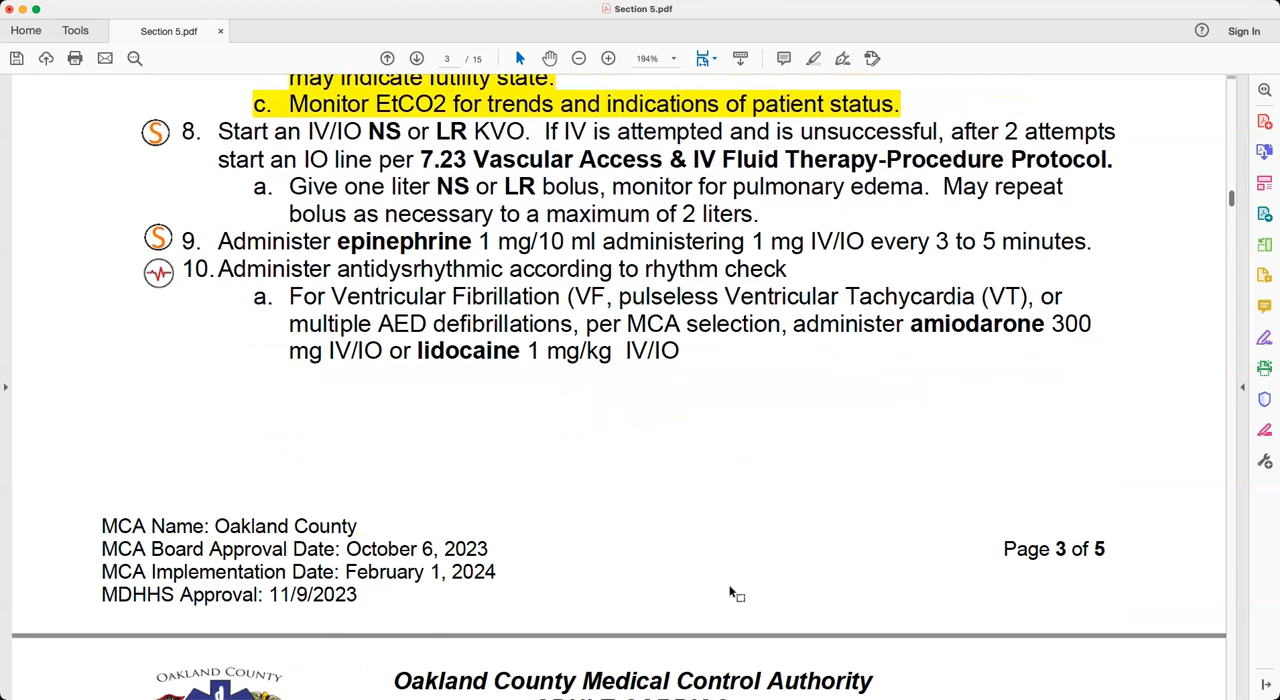 Section 5.pdf
Home Tools Section 5.pdf × Sign In
3 / 15 194%
may indicate futility state.
c. Monitor EtCO2 for trends and indications of patient status.
S 8. Start an IV/IO NS or LR KVO. If IV is attempted and is unsuccessful, after 2 attempts
start an IO line per 7.23 Vascular Access & IV Fluid Therapy-Procedure Protocol.
a. Give one liter NS or LR bolus, monitor for pulmonary edema. May repeat
bolus as necessary to a maximum of 2 liters.
S 9. Administer epinephrine 1 mg/10 ml administering 1 mg IV/IO every 3 to 5 minutes.
10. Administer antidysrhythmic according to rhythm check
a. For Ventricular Fibrillation (VF, pulseless Ventricular Tachycardia (VT), or
multiple AED defibrillations, per MCA selection, administer amiodarone 300
mg IV/IO or lidocaine 1 mg/kg IV/IO
MCA Name: Oakland County
MCA Board Approval Date: October 6, 2023
Page 3 of 5
MCA Implementation Date: February 1, 2024
MDHHS Approval: 11/9/2023
OAKLAND COUNTY
Oakland County Medical Control Authority